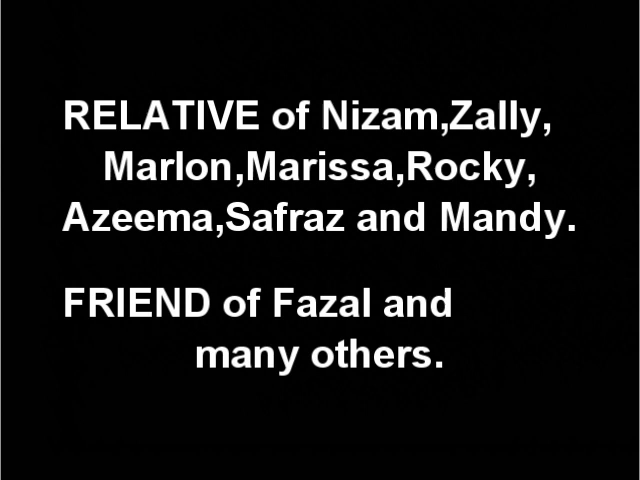 RELATIVE of Nizam,Zally,
Marlon,Marissa,Rocky,
Azeema,Safraz and Mandy.
FRIEND of Fazal and
many others.